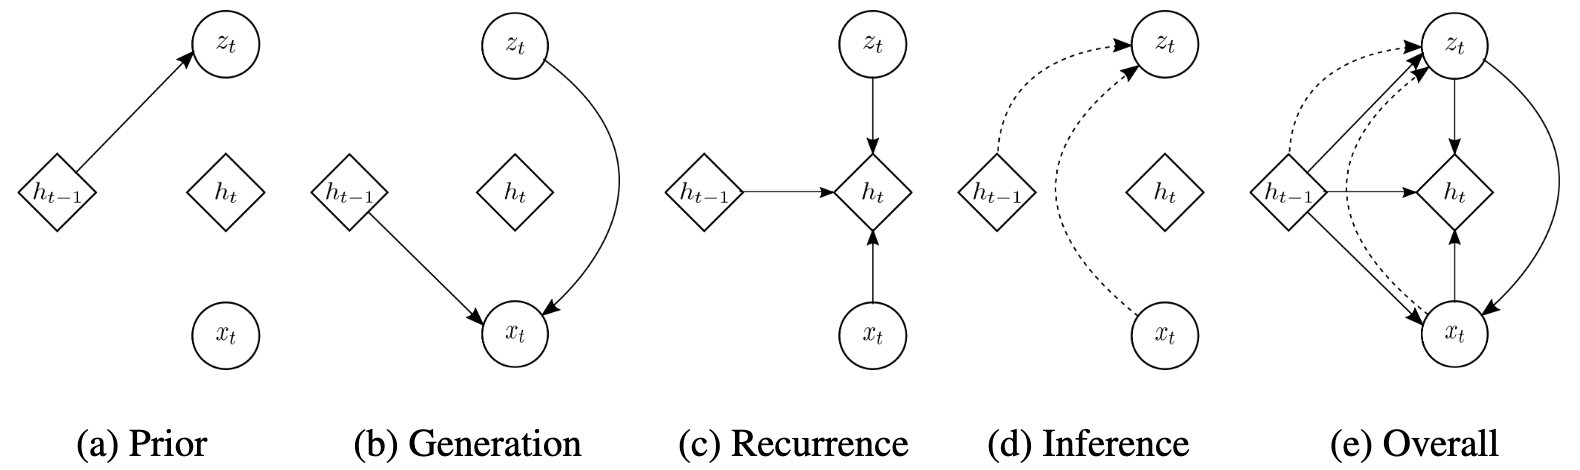 z_t z_t z_t z_t z_t
h_{t-1} h_t h_{t-1} h_t h_{t-1} h_t h_{t-1} h_t h_{t-1} h_t
x_t x_t x_t x_t x_t
(a) Prior (b) Generation (c) Recurrence (d) Inference (e) Overall